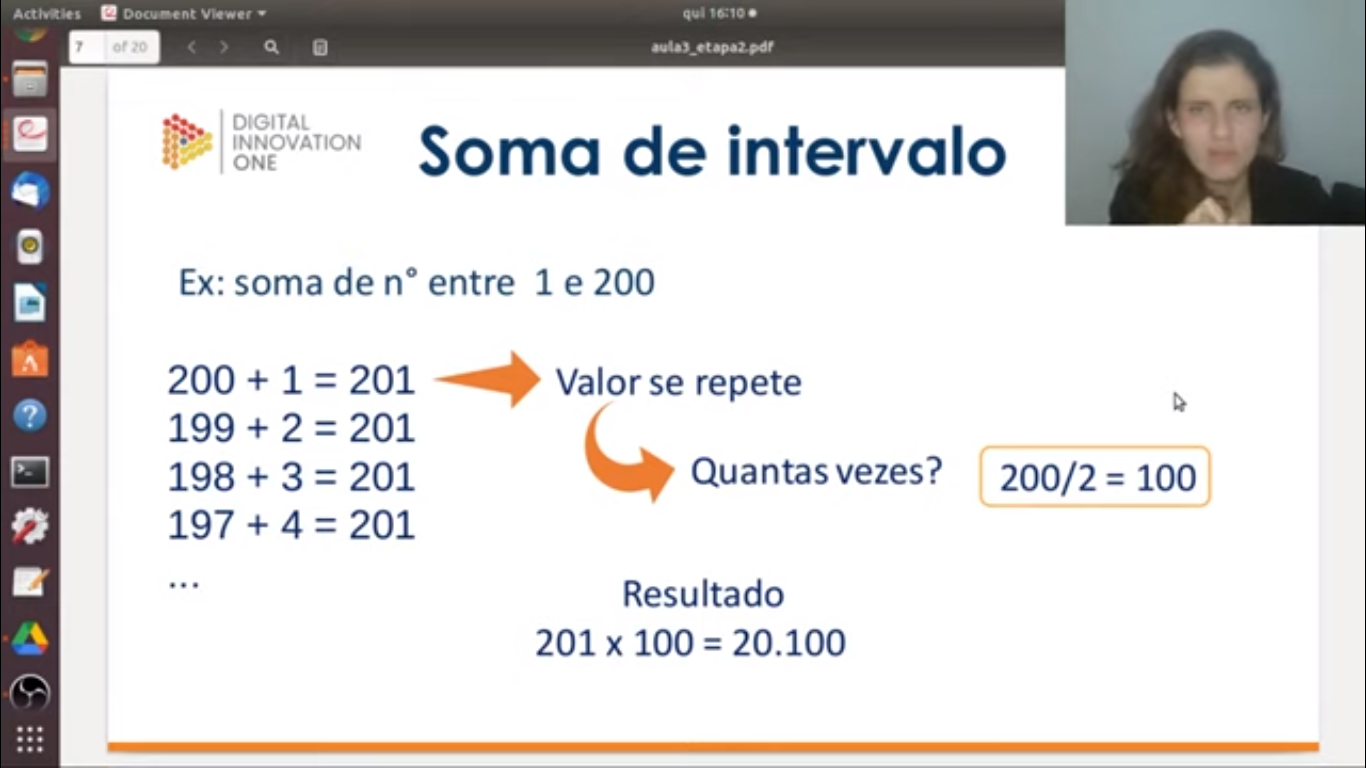 Activities Document Viewer qui 16:10
7 of 20 aula3_etapa2.pdf
DIGITAL
INNOVATION
ONE
Soma de intervalo
Ex: soma de n° entre 1 e 200
200 + 1 = 201 Valor se repete
199 + 2 = 201
198 + 3 = 201 Quantas vezes? 200/2 = 100
197 + 4 = 201
...
Resultado
201 x 100 = 20.100